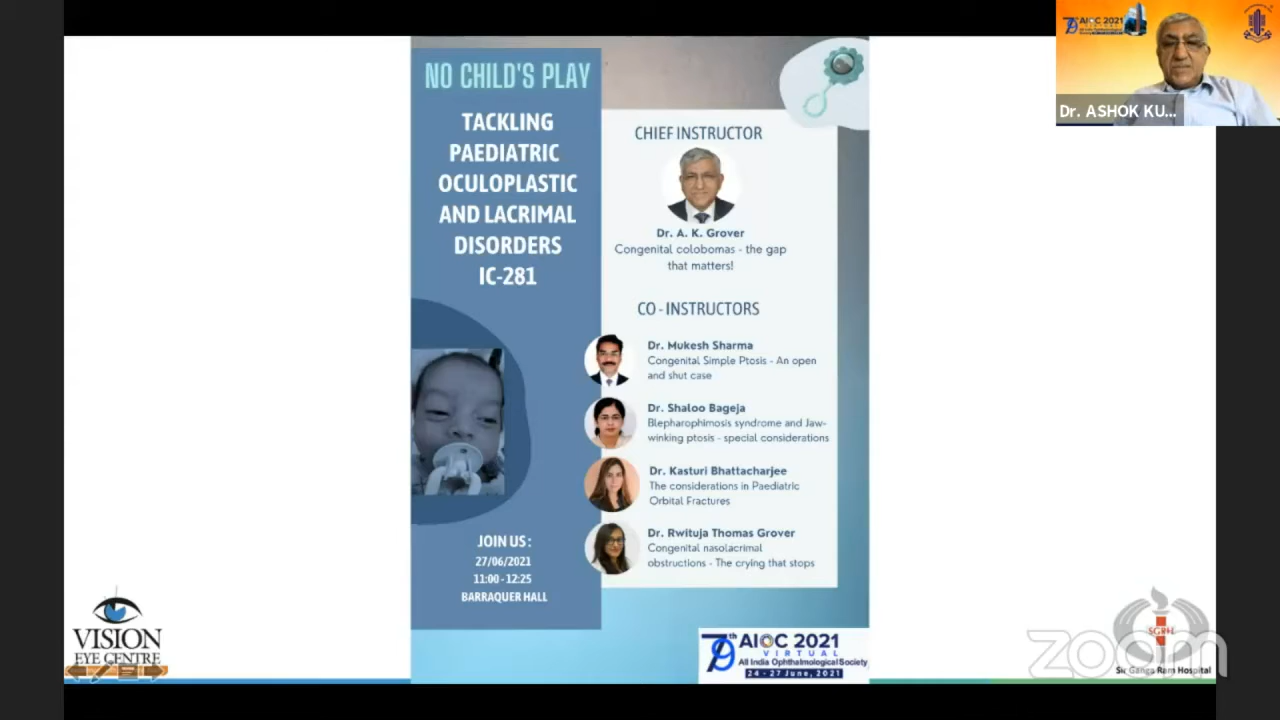 NO CHILD'S PLAY
TACKLING
PAEDIATRIC
OCULOPLASTIC
AND LACRIMAL
DISORDERS
IC-281
JOIN US :
27/06/2021
11:00 - 12:25
BARRAQUER HALL
CHIEF INSTRUCTOR
Dr. A. K. Grover
Congenital colobomas - the gap
that matters!
CO - INSTRUCTORS
Dr. Mukesh Sharma
Congenital Simple Ptosis - An open
and shut case
Dr. Shaloo Bageja
Blepharophimosis syndrome and Jaw-
winking ptosis - special considerations
Dr. Kasturi Bhattacharjee
The considerations in Paediatric
Orbital Fractures
Dr. Rwituja Thomas Grover
Congenital nasolacrimal
obstructions - The crying that stops
79th AIOC 2021
VIRTUAL
All India Ophthalmological Society
24 - 27 June, 2021
79 AIOC 2021
Dr. ASHOK KU...
VISION
EYE CENTRE
SGRH
Sir Ganga Ram Hospital
zoom